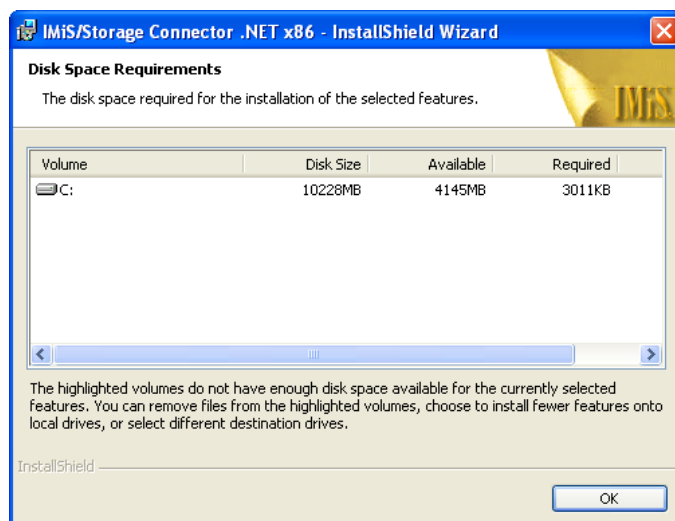 IMiS/Storage Connector .NET x86 - InstallShield Wizard
Disk Space Requirements
The disk space required for the installation of the selected features.
IMiS
Volume Disk Size Available Required
C: 10228MB 4145MB 3011KB
The highlighted volumes do not have enough disk space available for the currently selected
features. You can remove files from the highlighted volumes, choose to install fewer features onto
local drives, or select different destination drives.
InstallShield
OK